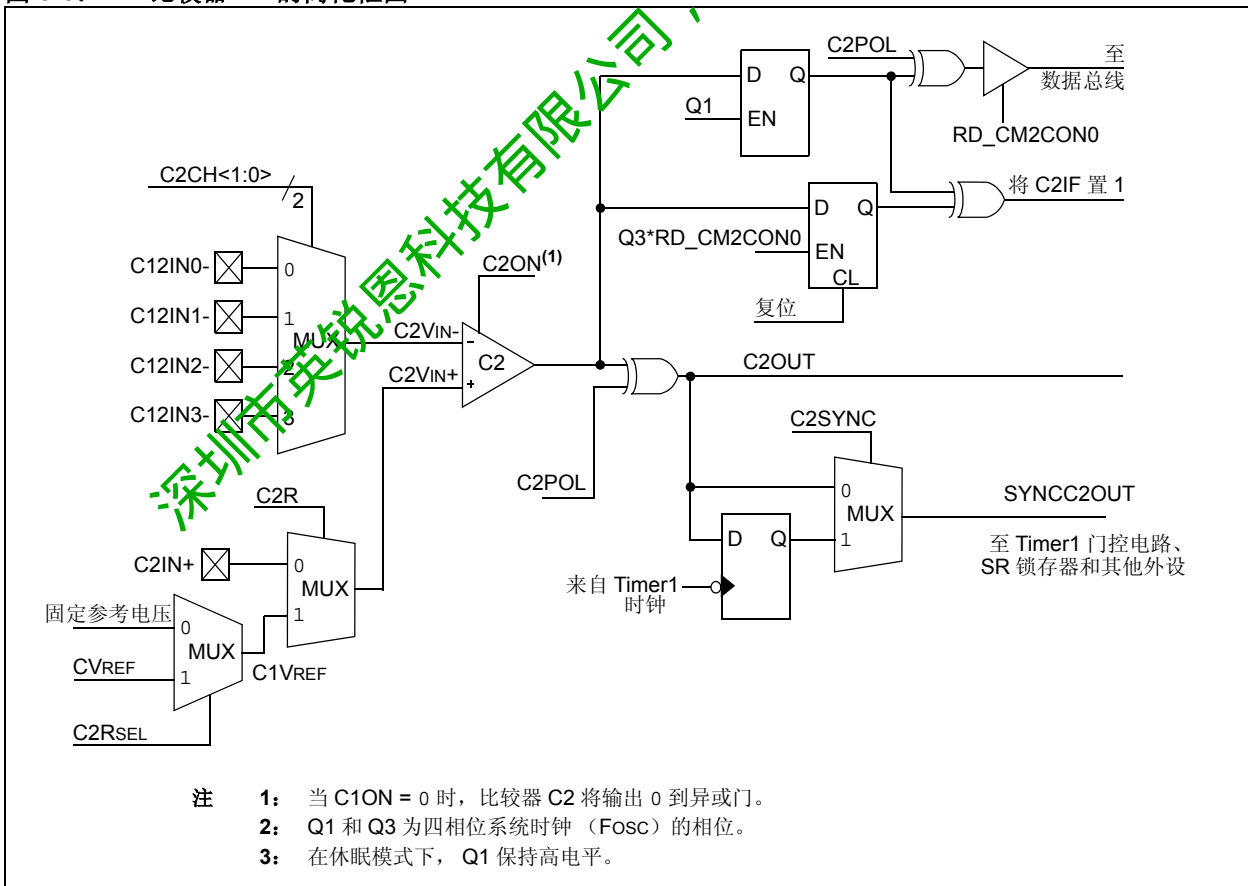 深圳市英锐恩科技有限公司，
C2POL
D Q
Q1
EN
至
数据总线
RD_CM2CON0
C2CH<1:0>
2
D Q
Q3*RD_CM2CON0
EN
CL
复位
将 C2IF 置 1
C12IN0-
0
C12IN1-
1
MUX
C12IN2-
2
C12IN3-
3
C2ON(1)
C2VIN-
C2VIN+
-
+
C2
C2OUT
C2POL
C2SYNC
0
MUX
1
SYNCC2OUT
至 Timer1 门控电路、
SR 锁存器和其他外设
D Q
来自 Timer1
时钟
C2R
C2IN+
0
MUX
1
固定参考电压
0
MUX
CVREF
1
C1VREF
C2RSEL
注 1： 当 C1ON = 0 时，比较器 C2 将输出 0 到异或门。
2： Q1 和 Q3 为四相位系统时钟 （FOSC）的相位。
3： 在休眠模式下， Q1 保持高电平。